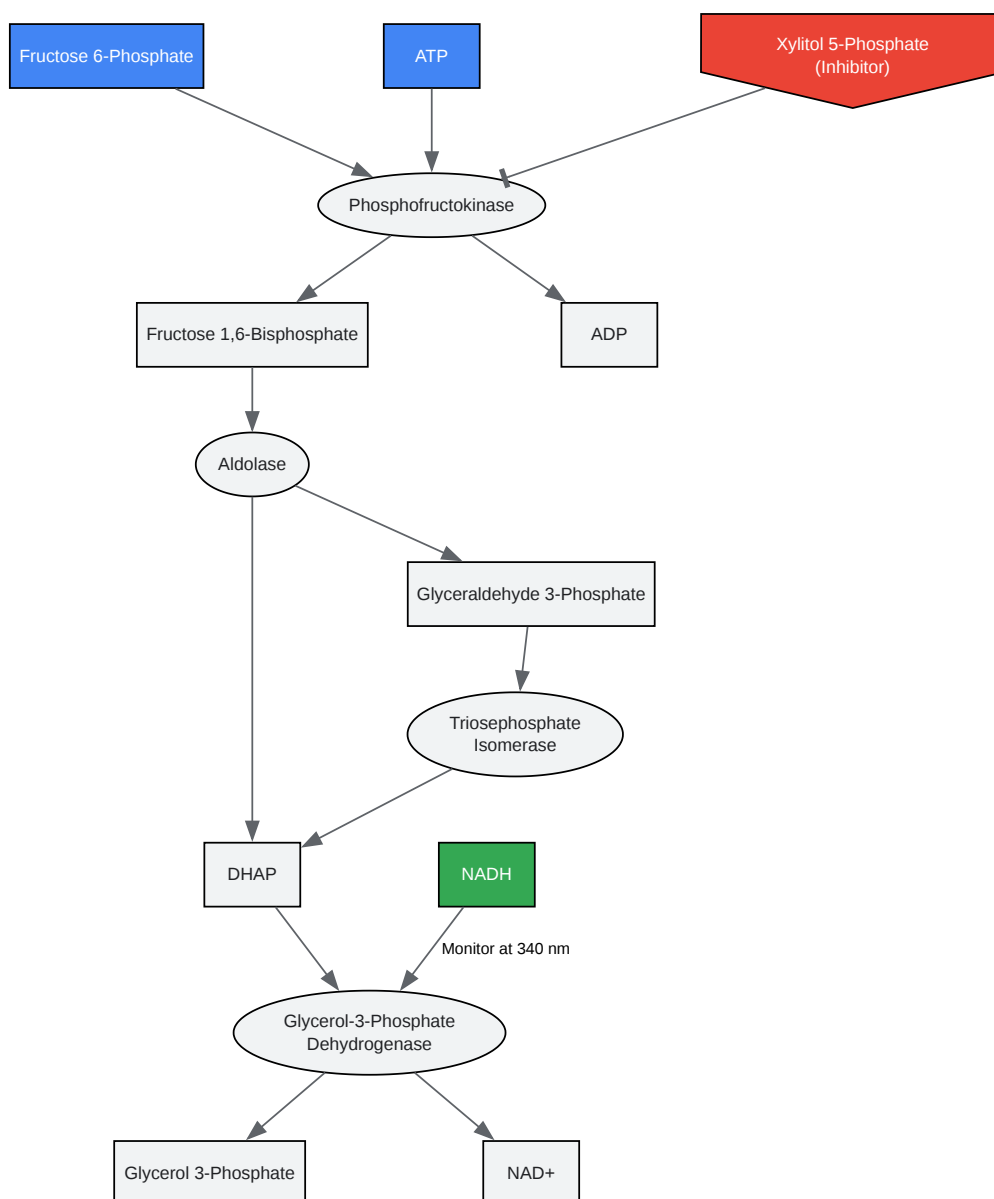 Fructose 6-Phosphate
ATP
Xylitol 5-Phosphate
(Inhibitor)
Phosphofructokinase
Fructose 1,6-Bisphosphate
ADP
Aldolase
Glyceraldehyde 3-Phosphate
Triosephosphate
Isomerase
DHAP
NADH
Monitor at 340 nm
Glycerol-3-Phosphate
Dehydrogenase
Glycerol 3-Phosphate
NAD+